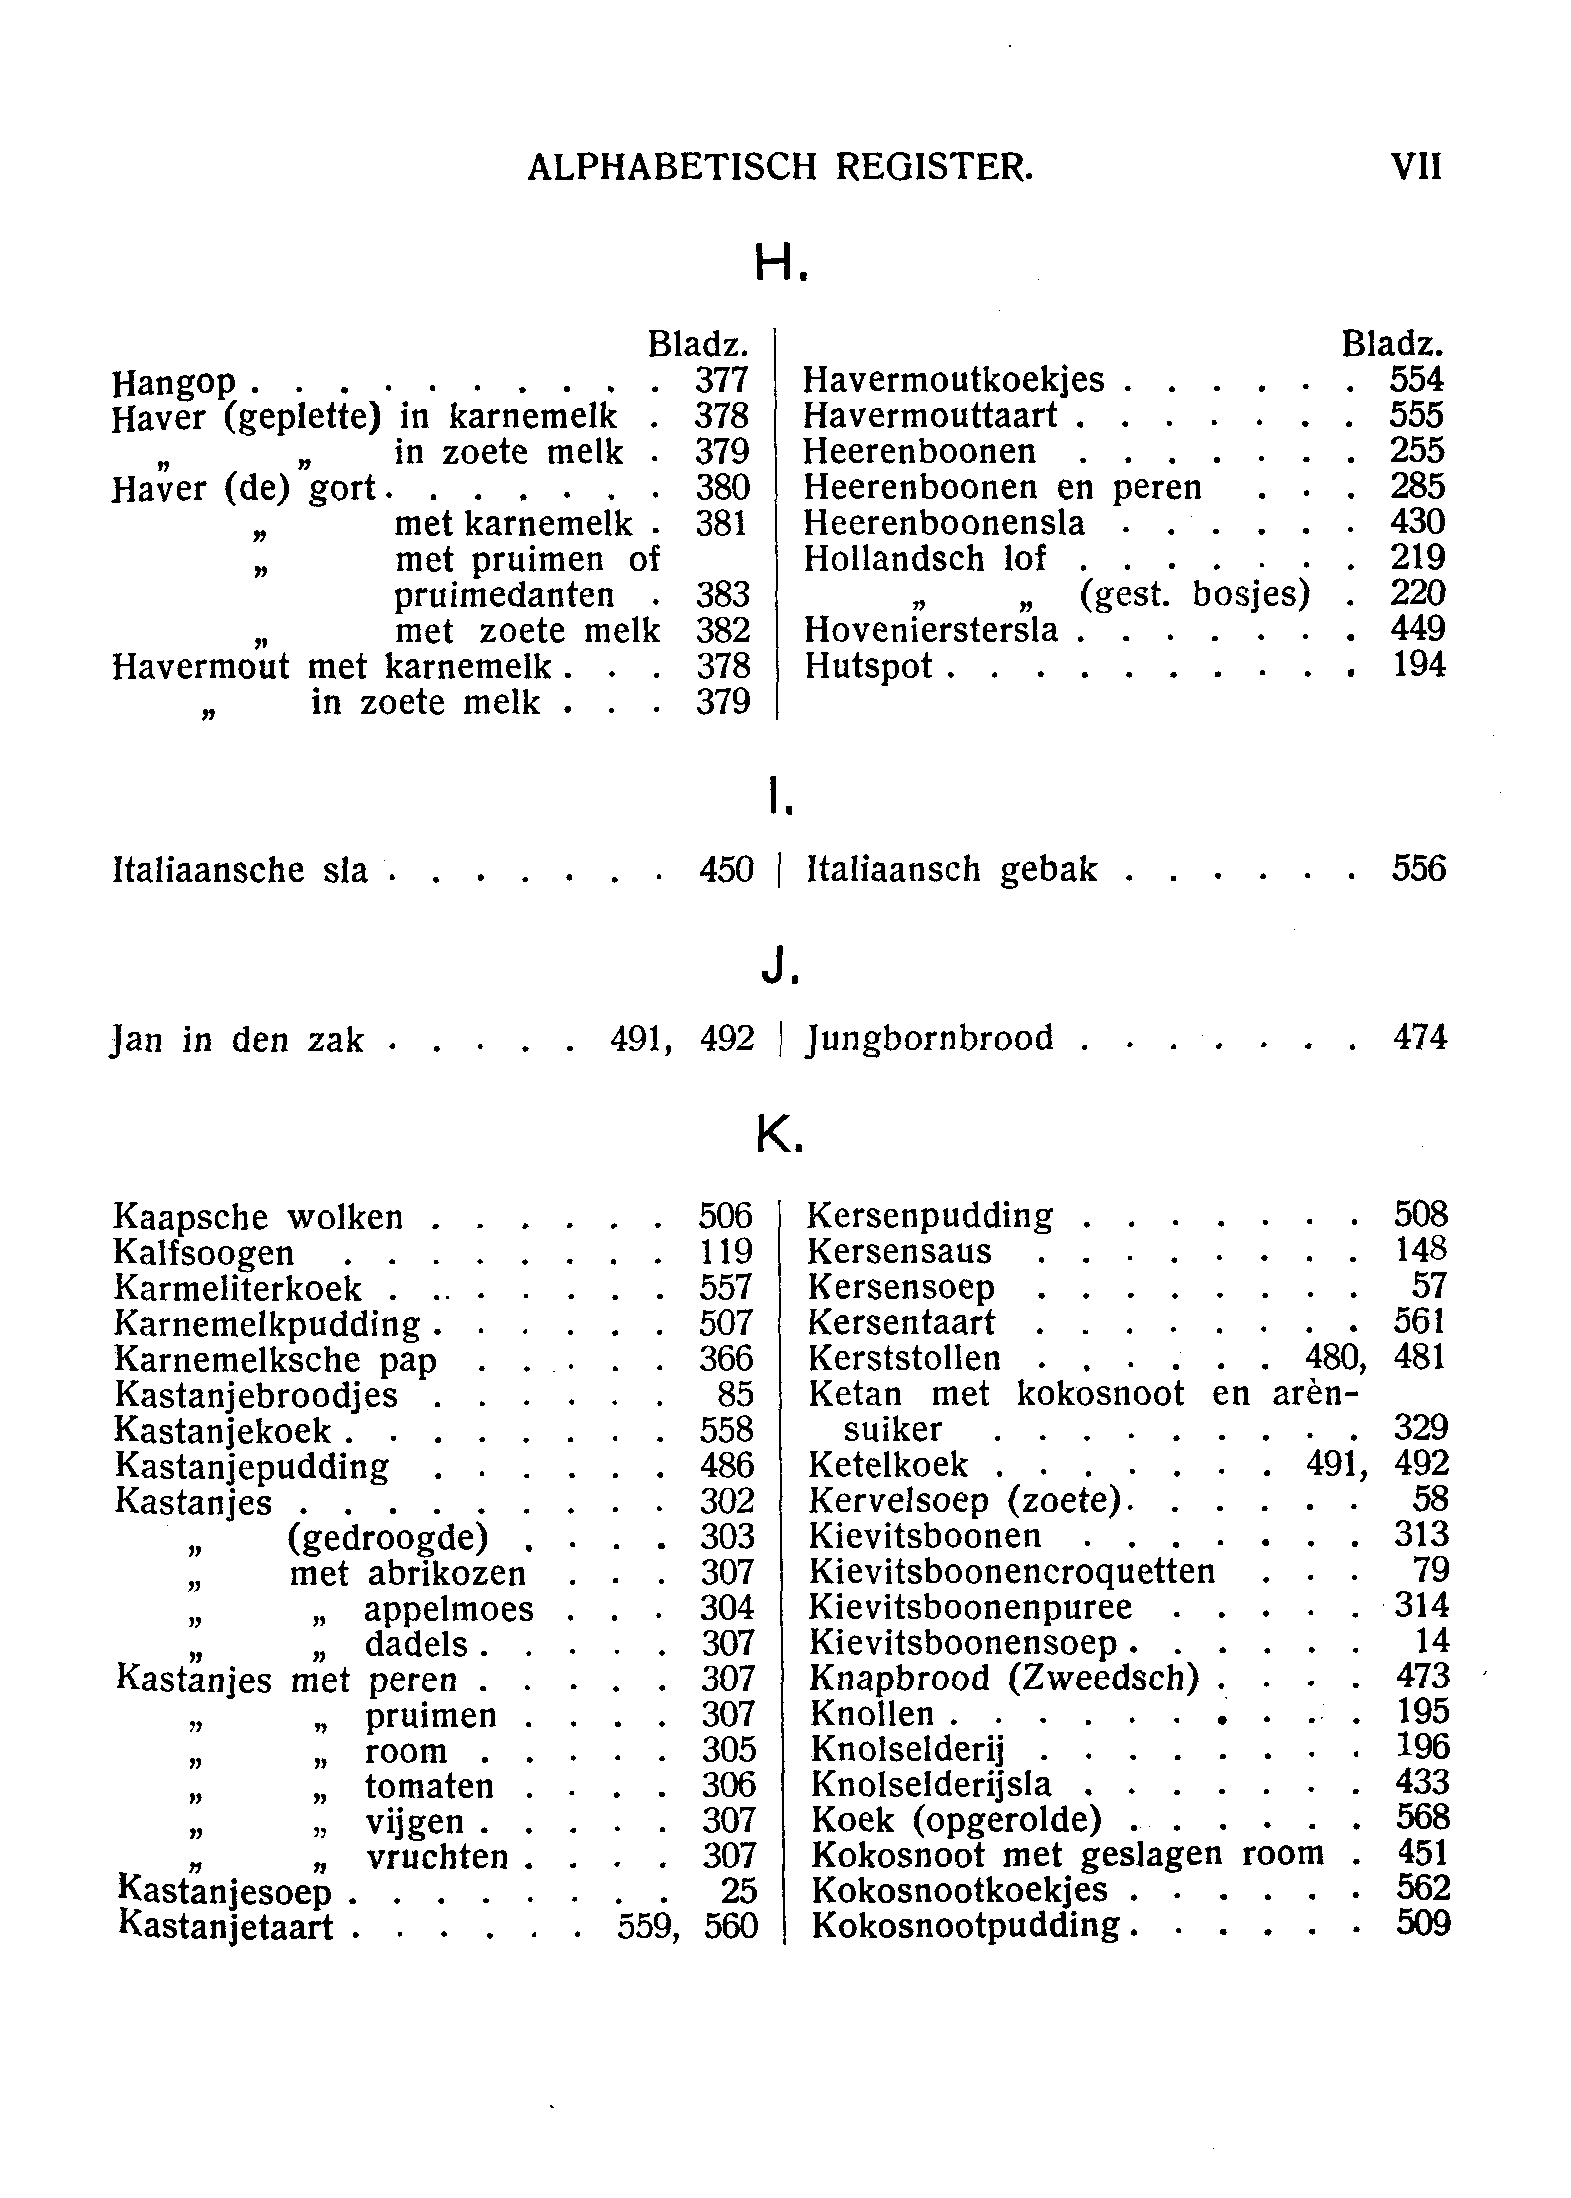 ALPHABETISCH REGISTER. VII
H.
Bladz.
Hangop . . . . . . . . . . 377
Haver (geplette) in karnemelk . 378
„ „ in zoete melk . 379
Haver (de) gort . . . . . . . 380
„ met karnemelk . 381
„ met pruimen of
pruimedanten . 383
„ met zoete melk 382
Havermout met karnemelk . . . 378
„ in zoete melk . . . 379
Bladz.
Havermoutkoekjes . . . . . . 554
Havermouttaart . . . . . . . 555
Heerenboonen . . . . . . . 255
Heerenboonen en peren . . . 285
Heerenboonensla . . . . . . 430
Hollandsch lof . . . . . . . 219
„ „ (gest. bosjes) . 220
Hovenierstersla . . . . . . . 449
Hutspot . . . . . . . . . . 194
I.
Italiaansche sla . . . . . . . 450
Italiaansch gebak . . . . . . 556
J.
Jan in den zak . . . . . 491, 492
Jungbornbrood . . . . . . . 474
K.
Kaapsche wolken . . . . . . 506
Kalfsoogen . . . . . . . . 119
Karmeliterkoek . . . . . . . 557
Karnemelkpudding . . . . . . 507
Karnemelksche pap . . . . . 366
Kastanjebroodjes . . . . . . 85
Kastanjekoek . . . . . . . . 558
Kastanjepudding . . . . . . 486
Kastanjes . . . . . . . . . 302
„ (gedroogde) . . . . 303
„ met abrikozen . . . 307
„ „ appelmoes . . . 304
„ „ dadels . . . . . 307
Kastanjes met peren . . . . . 307
„ „ pruimen . . . . 307
„ „ room . . . . . 305
„ „ tomaten . . . . 306
„ „ vijgen . . . . . 307
„ „ vruchten . . . . 307
Kastanjesoep . . . . . . . . 25
Kastanjetaart . . . . . . 559, 560
Kersenpudding . . . . . . . 508
Kersensaus . . . . . . . . 148
Kersensoep . . . . . . . . 57
Kersentaart . . . . . . . . 561
Kerststollen . . . . . . 480, 481
Ketan met kokosnoot en arèn-
suiker . . . . . . . . . 329
Ketelkoek . . . . . . . 491, 492
Kervelsoep (zoete) . . . . . . 58
Kievitsboonen . . . . . . . 313
Kievitsboonencroquetten . . . 79
Kievitsboonenpuree . . . . . 314
Kievitsboonensoep . . . . . . 14
Knapbrood (Zweedsch) . . . . 473
Knollen . . . . . . . . . . 195
Knolselderij . . . . . . . . 196
Knolselderijsla . . . . . . . 433
Koek (opgerolde) . . . . . . 568
Kokosnoot met geslagen room . 451
Kokosnootkoekjes . . . . . . 562
Kokosnootpudding . . . . . . 509